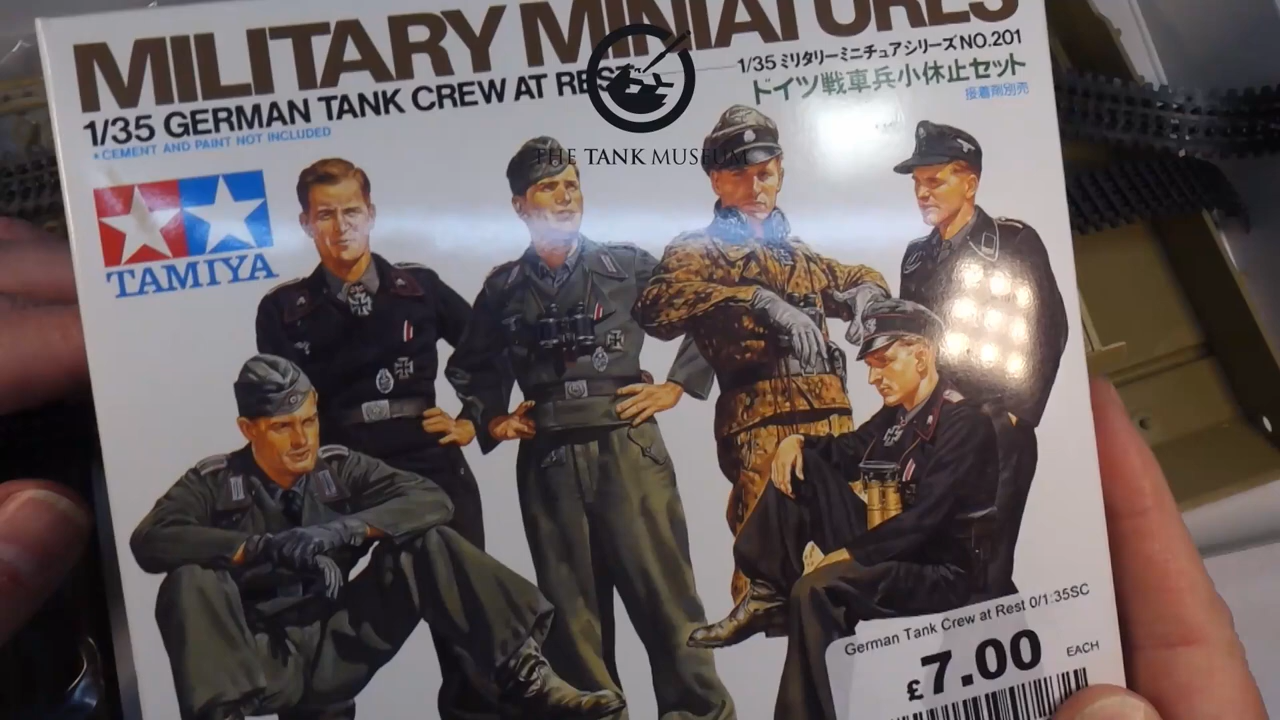 MILITARY MINIATURES
1/35 GERMAN TANK CREW AT REST
*CEMENT AND PAINT NOT INCLUDED
1/35 ミリタリーミニチュアシリーズNO.201
ドイツ戦車兵小休止セット
接着剤別売
THE TANK MUSEUM
TAMIYA
German Tank Crew at Rest 0/1:35SC
£7.00 EACH